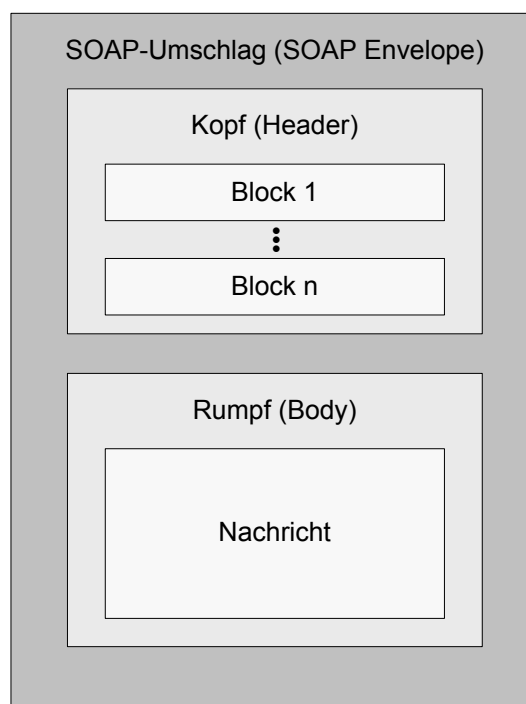 SOAP-Umschlag (SOAP Envelope)
Kopf (Header)
Block 1
Block n
Rumpf (Body)
Nachricht